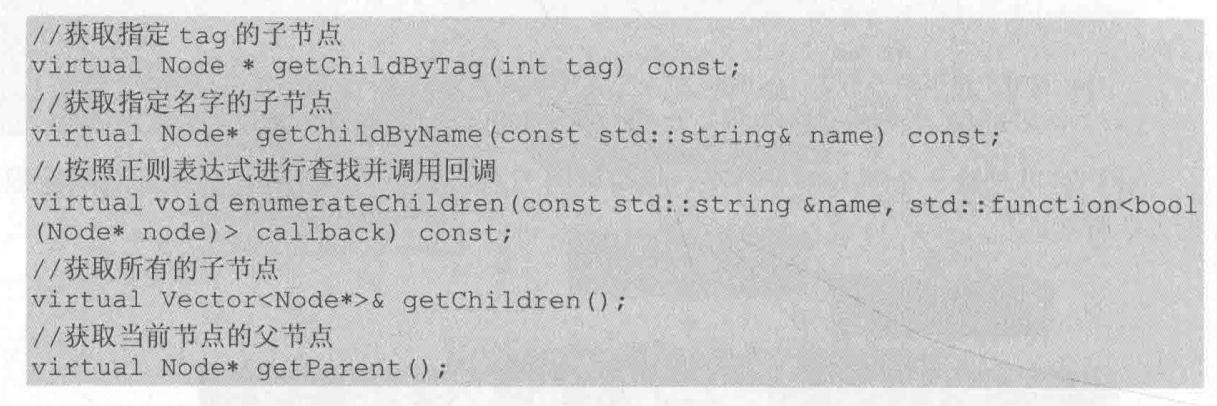 //获取指定 tag 的子节点
virtual Node * getChildByTag(int tag) const;
//获取指定名字的子节点
virtual Node* getChildByName(const std::string& name) const;
//按照正则表达式进行查找并调用回调
virtual void enumerateChildren(const std::string &name, std::function<bool
(Node* node)> callback) const;
//获取所有的子节点
virtual Vector<Node*>& getChildren();
//获取当前节点的父节点
virtual Node* getParent();